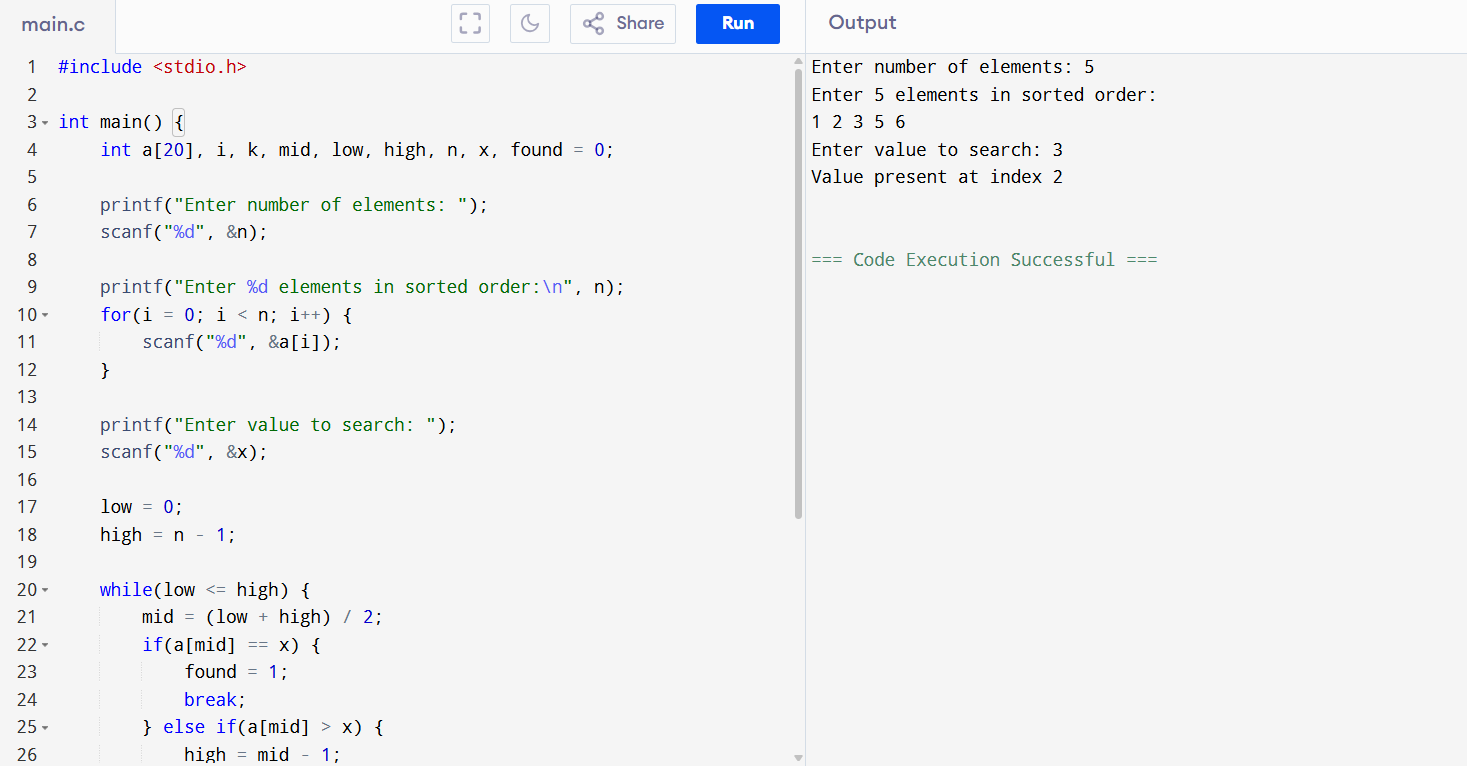 main.c
Share
Run
Output
1 #include <stdio.h>
2
3 int main() {
4     int a[20], i, k, mid, low, high, n, x, found = 0;
5
6     printf("Enter number of elements: ");
7     scanf("%d", &n);
8
9     printf("Enter %d elements in sorted order:\n", n);
10     for(i = 0; i < n; i++) {
11         scanf("%d", &a[i]);
12     }
13
14     printf("Enter value to search: ");
15     scanf("%d", &x);
16
17     low = 0;
18     high = n - 1;
19
20     while(low <= high) {
21         mid = (low + high) / 2;
22         if(a[mid] == x) {
23             found = 1;
24             break;
25         } else if(a[mid] > x) {
26             high = mid - 1;
Enter number of elements: 5
Enter 5 elements in sorted order:
1 2 3 5 6
Enter value to search: 3
Value present at index 2
=== Code Execution Successful ===